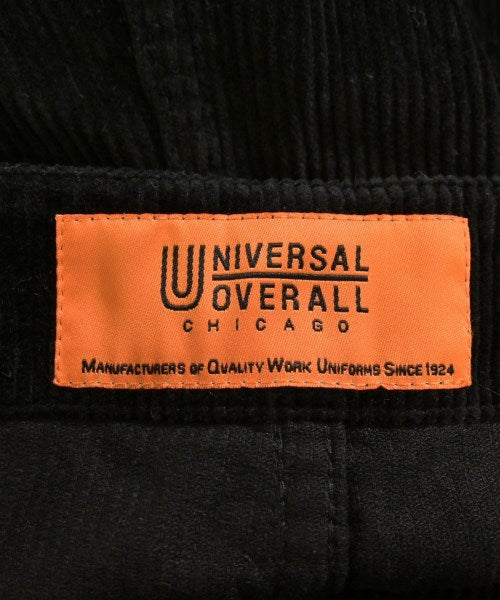 UNIVERSAL
OVERALL
CHICAGO
MANUFACTURERS OF QUALITY WORK UNIFORMS SINCE 1924